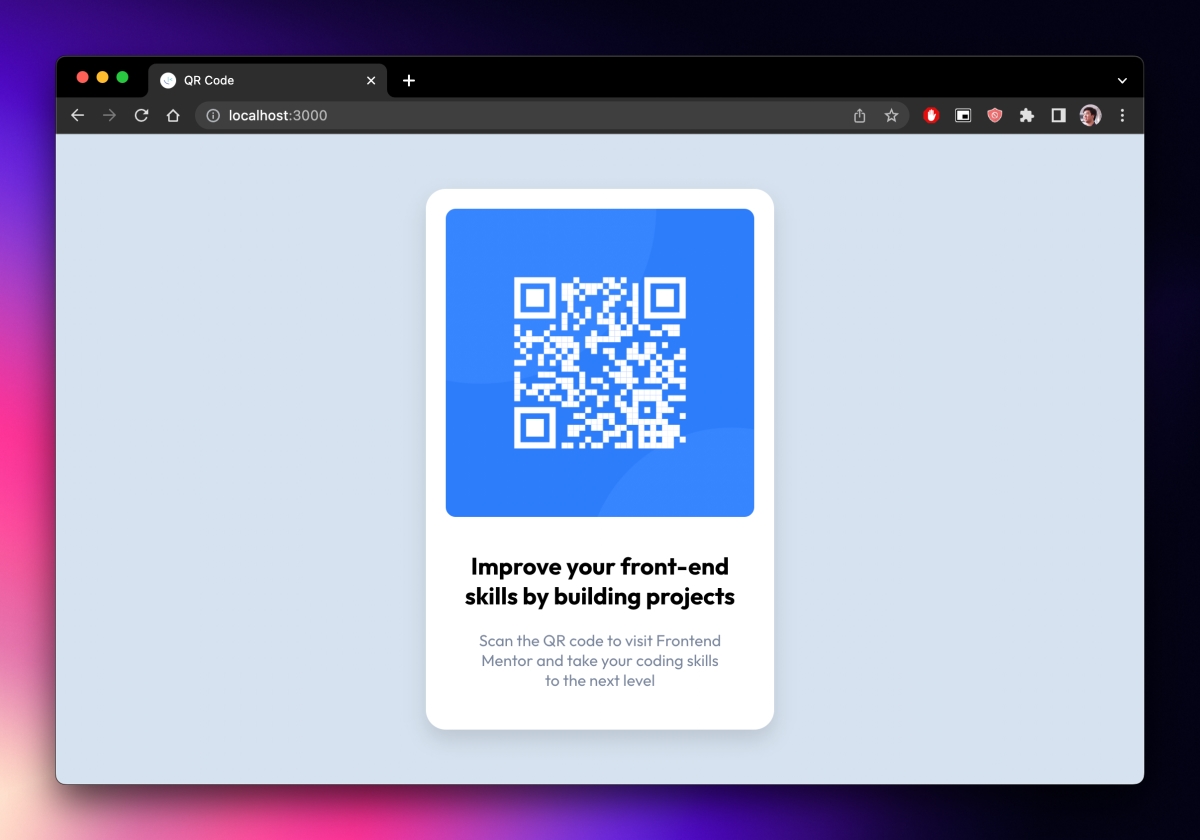 QR Code
localhost:3000
Improve your front-end
skills by building projects
Scan the QR code to visit Frontend
Mentor and take your coding skills
to the next level